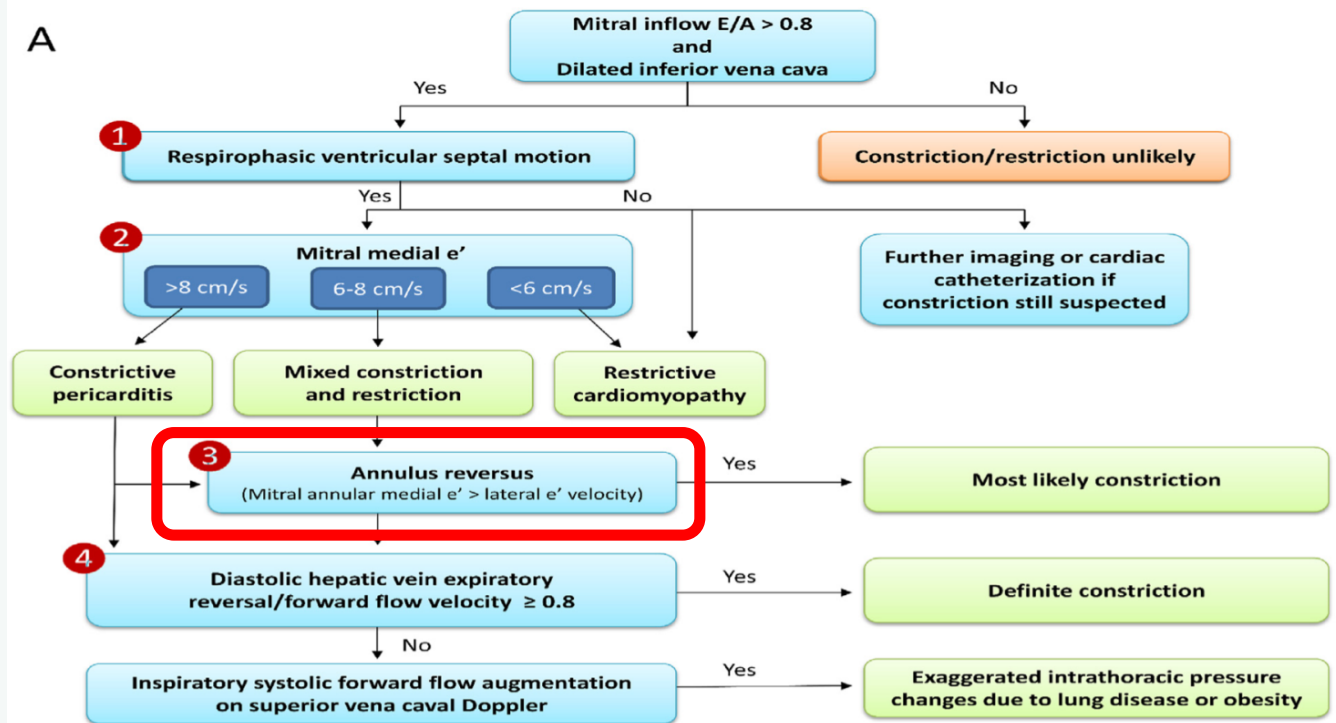 A
Mitral inflow E/A > 0.8
and
Dilated inferior vena cava
Yes
No
1
Respirophasic ventricular septal motion
Constriction/restriction unlikely
Yes
No
2
Mitral medial e’
>8 cm/s
6-8 cm/s
<6 cm/s
Further imaging or cardiac
catheterization if
constriction still suspected
Constrictive
pericarditis
Mixed constriction
and restriction
Restrictive
cardiomyopathy
3
Annulus reversus
(Mitral annular medial e’ > lateral e’ velocity)
Yes
Most likely constriction
4
Diastolic hepatic vein expiratory
reversal/forward flow velocity ≥ 0.8
Yes
Definite constriction
No
Inspiratory systolic forward flow augmentation
on superior vena caval Doppler
Yes
Exaggerated intrathoracic pressure
changes due to lung disease or obesity